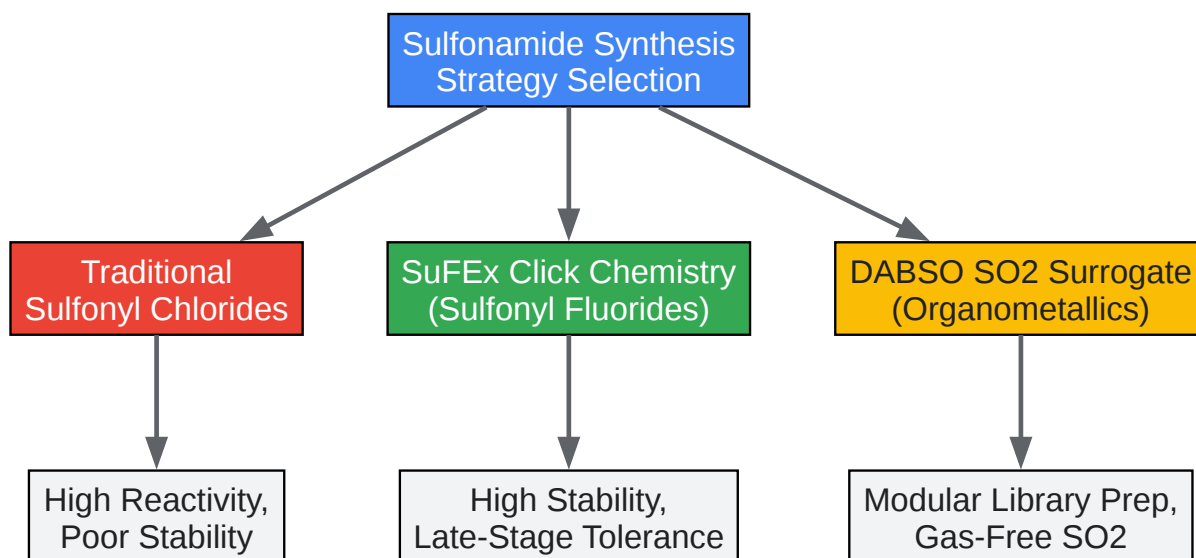 Sulfonamide Synthesis
Strategy Selection
Traditional
Sulfonyl Chlorides
SuFEx Click Chemistry
(Sulfonyl Fluorides)
DABSO SO2 Surrogate
(Organometallics)
High Reactivity,
Poor Stability
High Stability,
Late-Stage Tolerance
Modular Library Prep,
Gas-Free SO2